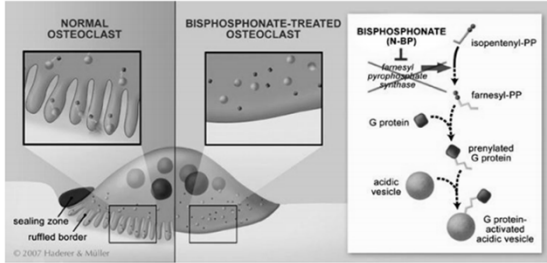 NORMAL
OSTEOCLAST
BISPHOSPHONATE-TREATED
OSTEOCLAST
sealing zone
ruffled border
© 2007 Haderer & Müller
BISPHOSPHONATE
(N-BP)
farnesyl
pyrophosphate
synthase
isopentenyl-PP
farnesyl-PP
G protein
prenylated
G protein
acidic
vesicle
G protein-
activated
acidic vesicle